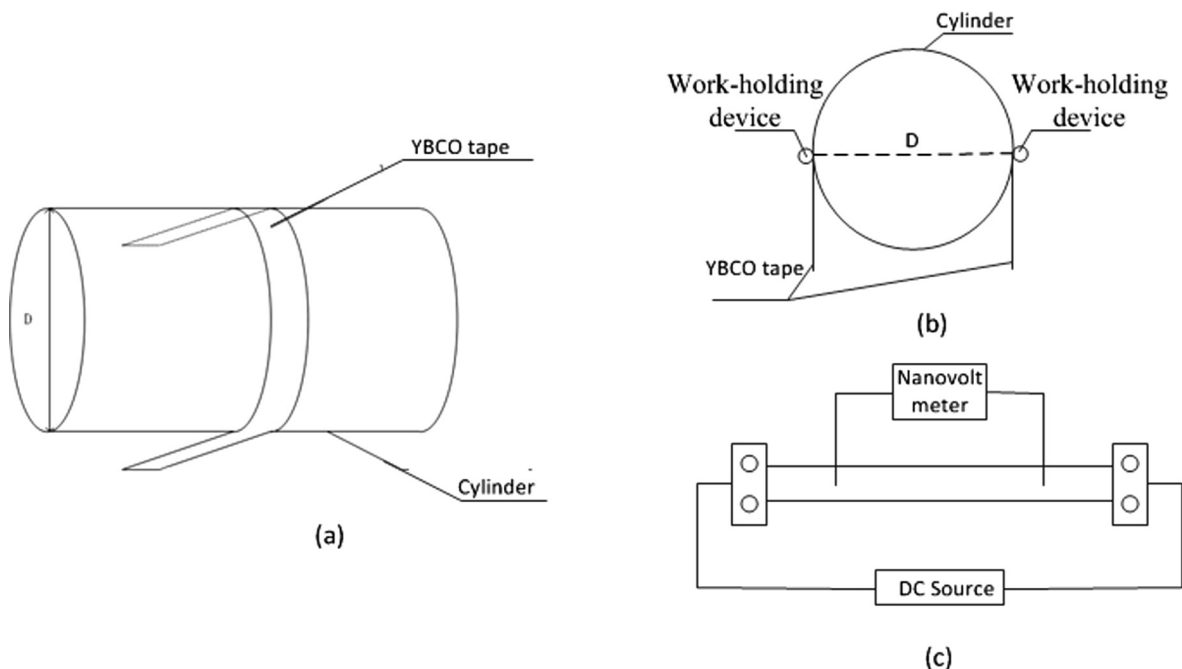 YBCO tape
D
Cylinder
(a)
Cylinder
Work-holding
device
Work-holding
device
D
YBCO tape
(b)
Nanovolt
meter
DC Source
(c)